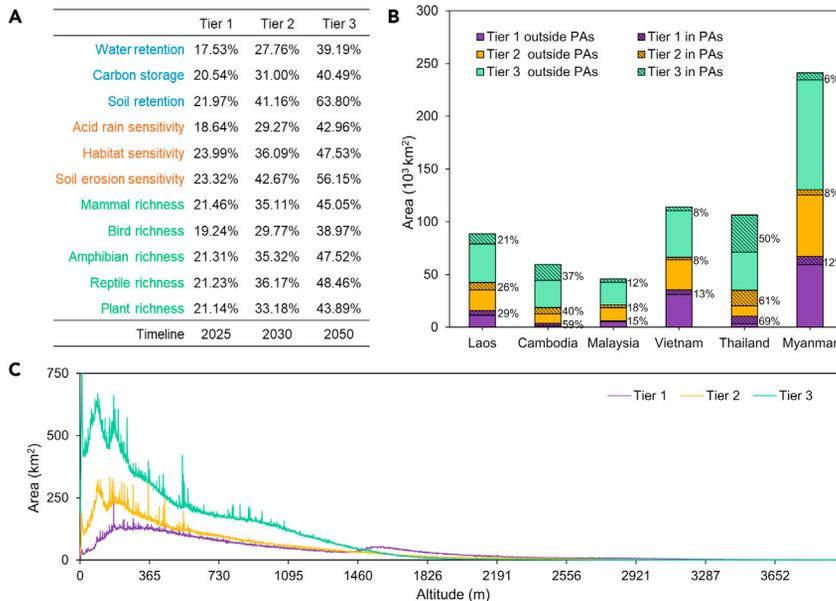 A
Tier 1 Tier 2 Tier 3
Water retention 17.53% 27.76% 39.19%
Carbon storage 20.54% 31.00% 40.49%
Soil retention 21.97% 41.16% 63.80%
Acid rain sensitivity 18.64% 29.27% 42.96%
Habitat sensitivity 23.99% 36.09% 47.53%
Soil erosion sensitivity 23.32% 42.67% 56.15%
Mammal richness 21.46% 35.11% 45.05%
Bird richness 19.24% 29.77% 38.97%
Amphibian richness 21.31% 35.32% 47.52%
Reptile richness 21.23% 36.17% 48.46%
Plant richness 21.14% 33.18% 43.89%
Timeline 2025 2030 2050
B
Area (10³ km²)
300
250
200
150
100
50
0
Tier 1 outside PAs Tier 1 in PAs
Tier 2 outside PAs Tier 2 in PAs
Tier 3 outside PAs Tier 3 in PAs
21%
26%
29%
37%
40%
59%
12%
18%
15%
8%
8%
13%
50%
61%
69%
6%
8%
12%
Laos Cambodia Malaysia Vietnam Thailand Myanmar
C
Area (km²)
750
500
250
0
Tier 1 Tier 2 Tier 3
0 365 730 1095 1460 1826 2191 2556 2921 3287 3652
Altitude (m)